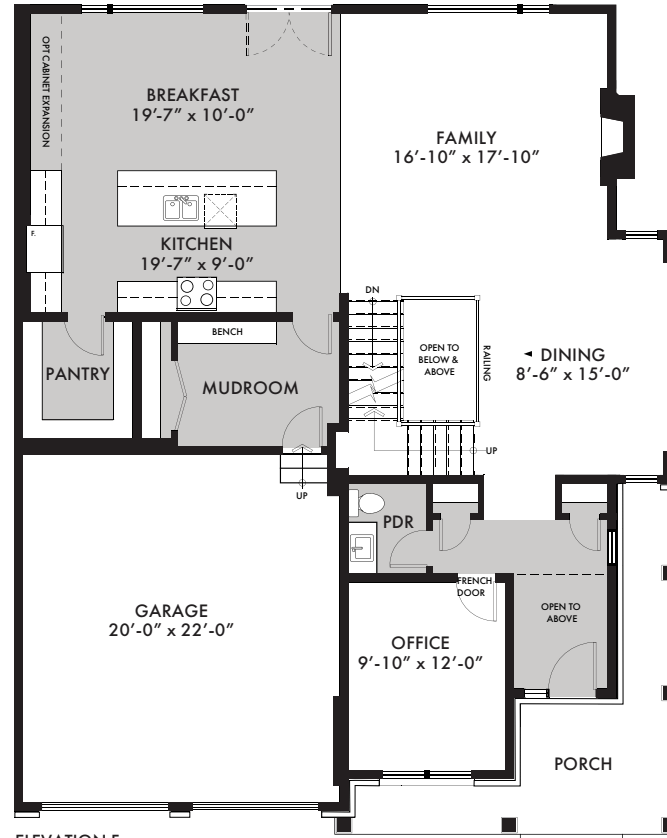 OPT CABINET EXPANSION
BREAKFAST
19'-7" x 10'-0"
FAMILY
16'-10" x 17'-10"
F.
KITCHEN
19'-7" x 9'-0"
DN
BENCH
PANTRY
MUDROOM
OPEN TO
BELOW &
ABOVE
RAILING
DINING
8'-6" x 15'-0"
UP
UP
PDR
FRENCH
DOOR
OPEN TO
ABOVE
GARAGE
20'-0" x 22'-0"
OFFICE
9'-10" x 12'-0"
PORCH